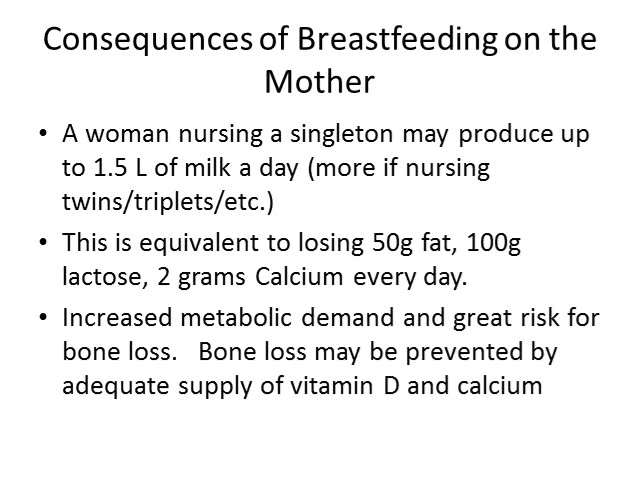 Consequences of Breastfeeding on the
Mother
• A woman nursing a singleton may produce up
to 1.5 L of milk a day (more if nursing
twins/triplets/etc.)
• This is equivalent to losing 50g fat, 100g
lactose, 2 grams Calcium every day.
• Increased metabolic demand and great risk for
bone loss.   Bone loss may be prevented by
adequate supply of vitamin D and calcium